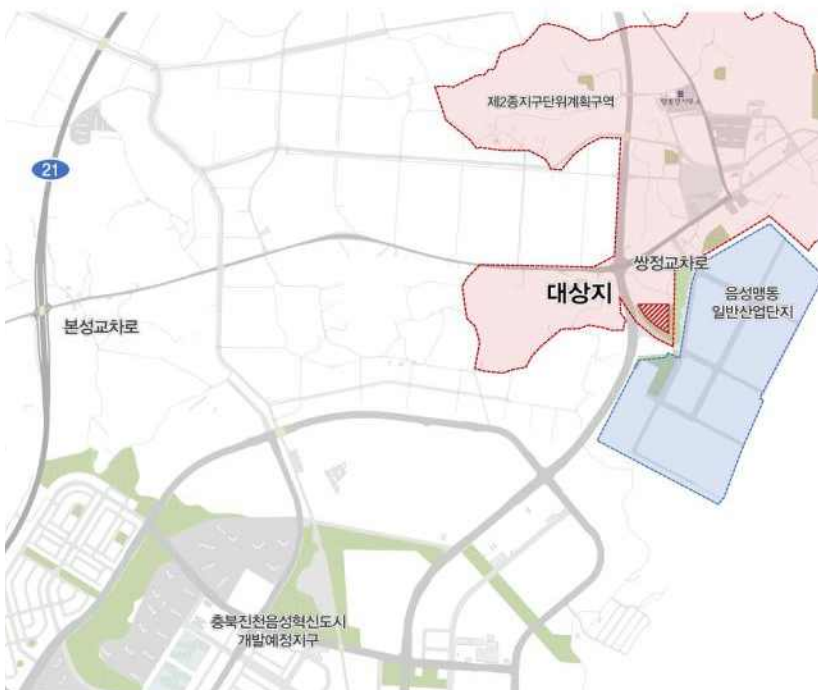 제2종지구단위계획구역
21
쌍정교차로
대상지
음성맹동
일반산업단지
본성교차로
충북진천음성혁신도시
개발예정지구